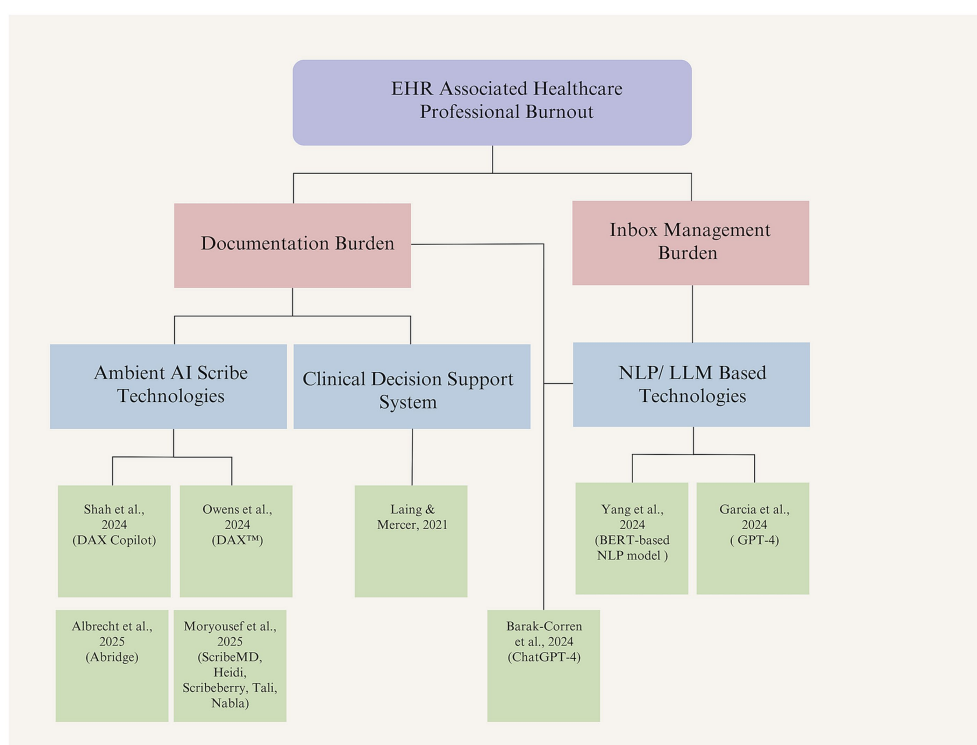 EHR Associated Healthcare
Professional Burnout
Documentation Burden
Inbox Management
Burden
Ambient AI Scribe
Technologies
Clinical Decision Support
System
NLP/ LLM Based
Technologies
Shah et al.,
2024
(DAX Copilot)
Owens et al.,
2024
(DAX™)
Laing &
Mercer, 2021
Yang et al.,
2024
(BERT-based
NLP model )
Garcia et al.,
2024
( GPT-4)
Albrecht et al.,
2025
(Abridge)
Moryousef et al.,
2025
(ScribeMD,
Heidi,
Scribeberry, Tali,
Nabla)
Barak-Corren
et al., 2024
(ChatGPT-4)